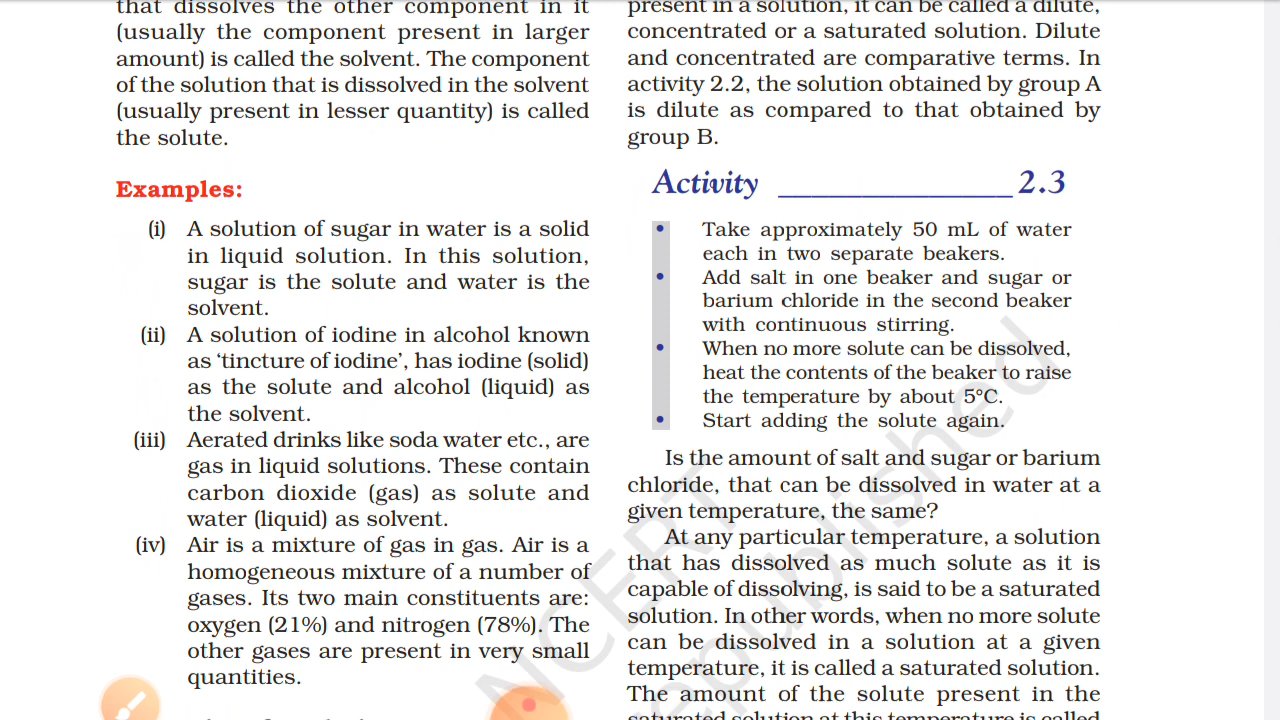 that dissolves the other component in it
(usually the component present in larger
amount) is called the solvent. The component
of the solution that is dissolved in the solvent
(usually present in lesser quantity) is called
the solute.
Examples:
(i) A solution of sugar in water is a solid
in liquid solution. In this solution,
sugar is the solute and water is the
solvent.
(ii) A solution of iodine in alcohol known
as ‘tincture of iodine’, has iodine (solid)
as the solute and alcohol (liquid) as
the solvent.
(iii) Aerated drinks like soda water etc., are
gas in liquid solutions. These contain
carbon dioxide (gas) as solute and
water (liquid) as solvent.
(iv) Air is a mixture of gas in gas. Air is a
homogeneous mixture of a number of
gases. Its two main constituents are:
oxygen (21%) and nitrogen (78%). The
other gases are present in very small
quantities.
present in a solution, it can be called a dilute,
concentrated or a saturated solution. Dilute
and concentrated are comparative terms. In
activity 2.2, the solution obtained by group A
is dilute as compared to that obtained by
group B.
Activity ______________ 2.3
• Take approximately 50 mL of water
each in two separate beakers.
• Add salt in one beaker and sugar or
barium chloride in the second beaker
with continuous stirring.
• When no more solute can be dissolved,
heat the contents of the beaker to raise
the temperature by about 5°C.
• Start adding the solute again.
Is the amount of salt and sugar or barium
chloride, that can be dissolved in water at a
given temperature, the same?
At any particular temperature, a solution
that has dissolved as much solute as it is
capable of dissolving, is said to be a saturated
solution. In other words, when no more solute
can be dissolved in a solution at a given
temperature, it is called a saturated solution.
The amount of the solute present in the
saturated solution at this temperature is called
NCERT
republished